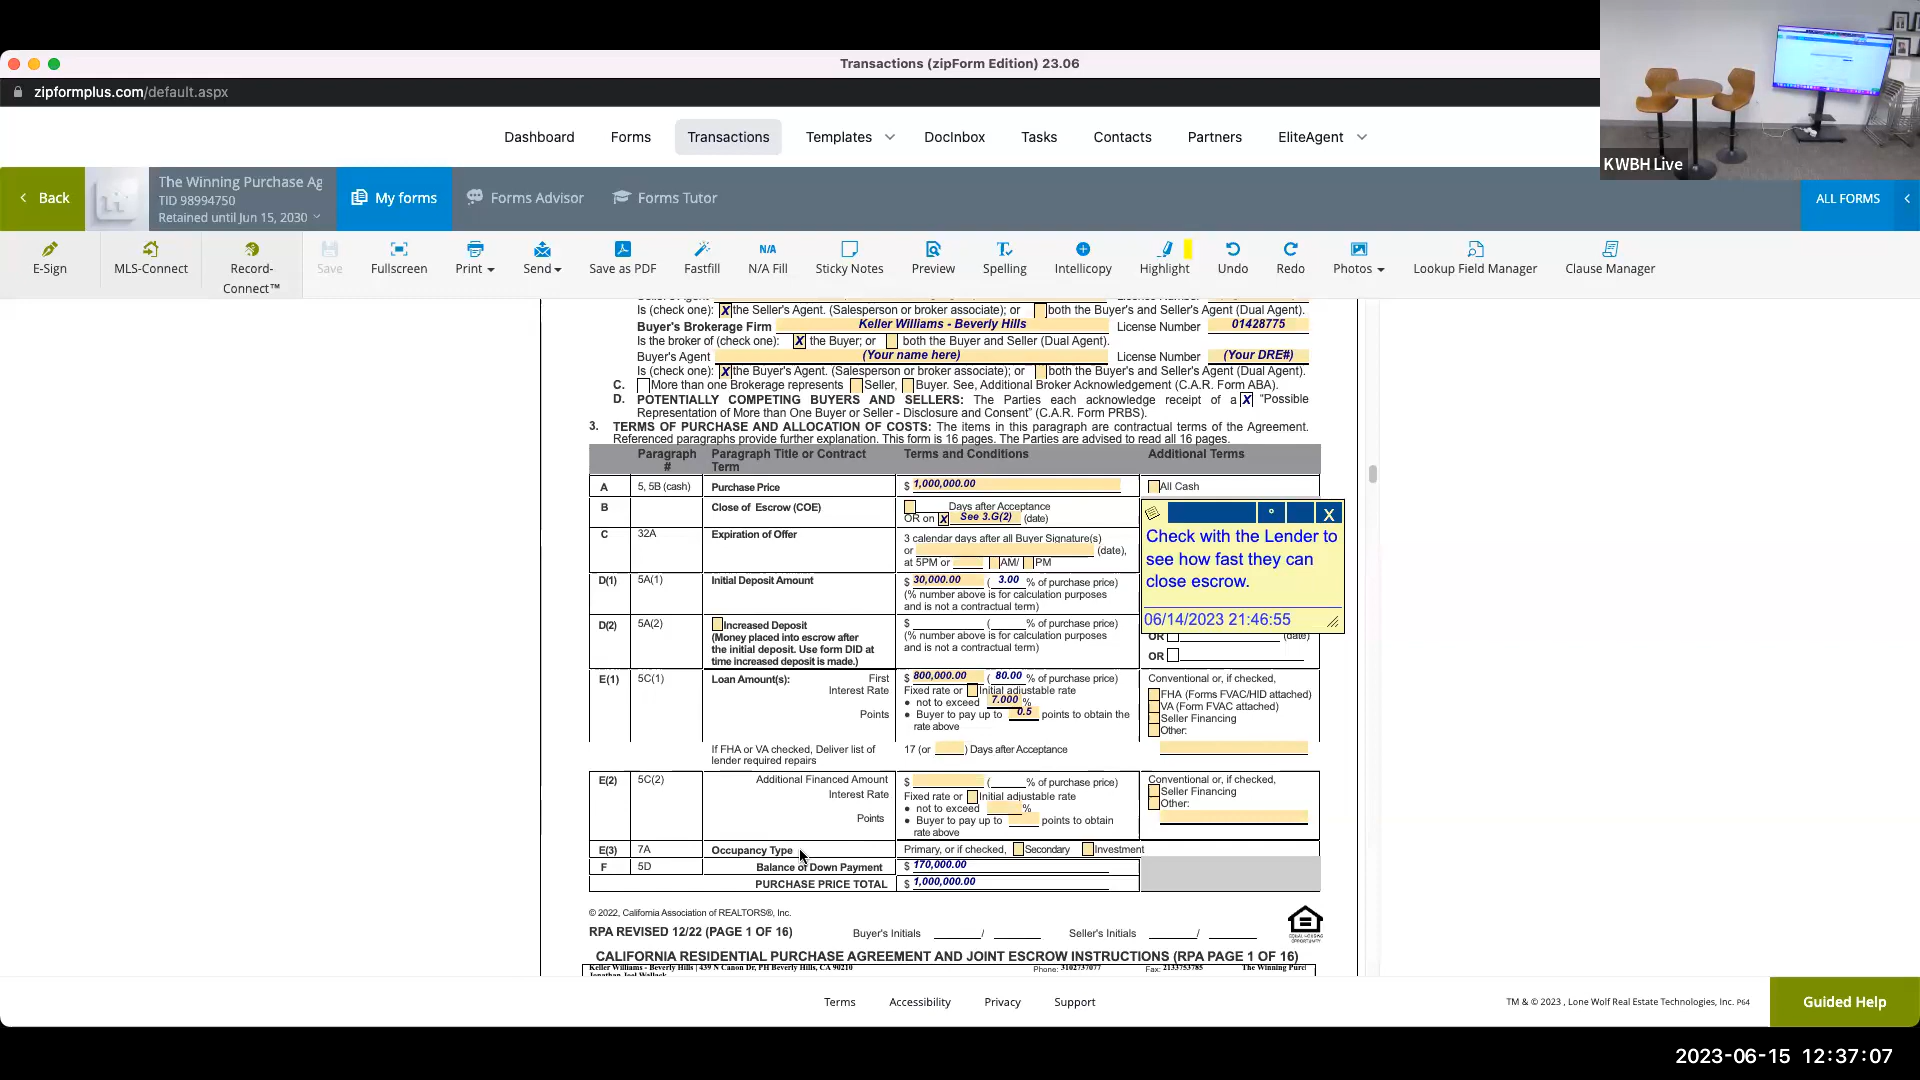 Transactions (zipForm Edition) 23.06
zipformplus.com/default.aspx
KWBH Live
Dashboard Forms Transactions Templates DocInbox Tasks Contacts Partners EliteAgent
Back
The Winning Purchase Ag
TID 98994750
Retained until Jun 15, 2030
My forms Forms Advisor Forms Tutor ALL FORMS
E-Sign MLS-Connect Record-Connect™ Save Fullscreen Print Send Save as PDF Fastfill N/A Fill Sticky Notes Preview Spelling Intellicopy Highlight Undo Redo Photos Lookup Field Manager Clause Manager
Is (check one): X the Seller's Agent. (Salesperson or broker associate); or both the Buyer's and Seller's Agent (Dual Agent).
Buyer's Brokerage Firm Keller Williams - Beverly Hills License Number 01428775
Is the broker of (check one): X the Buyer; or both the Buyer and Seller (Dual Agent).
Buyer's Agent (Your name here) License Number (Your DRE#)
Is (check one): X the Buyer's Agent. (Salesperson or broker associate); or both the Buyer's and Seller's Agent (Dual Agent).
C. More than one Brokerage represents Seller, Buyer. See, Additional Broker Acknowledgement (C.A.R. Form ABA).
D. POTENTIALLY COMPETING BUYERS AND SELLERS: The Parties each acknowledge receipt of a X "Possible
Representation of More than One Buyer or Seller - Disclosure and Consent" (C.A.R. Form PRBS).
3. TERMS OF PURCHASE AND ALLOCATION OF COSTS: The items in this paragraph are contractual terms of the Agreement.
Referenced paragraphs provide further explanation. This form is 16 pages. The Parties are advised to read all 16 pages.
Paragraph # Paragraph Title or Contract Term Terms and Conditions Additional Terms
A 5, 5B (cash) Purchase Price $ 1,000,000.00 All Cash
B Close of Escrow (COE) Days after Acceptance
OR on X See 3.G(2) (date)
C 32A Expiration of Offer 3 calendar days after all Buyer Signature(s)
or (date),
at 5PM or AM/ PM
Check with the Lender to
see how fast they can
close escrow.
06/14/2023 21:46:55
D(1) 5A(1) Initial Deposit Amount $ 30,000.00 ( 3.00 % of purchase price)
(% number above is for calculation purposes
and is not a contractual term)
D(2) 5A(2) Increased Deposit $ ( % of purchase price)
(Money placed into escrow after (% number above is for calculation purposes OR (date)
the initial deposit. Use form DID at and is not a contractual term)
time increased deposit is made.) OR
E(1) 5C(1) Loan Amount(s): First $ 800,000.00 ( 80.00 % of purchase price) Conventional or, if checked,
Interest Rate Fixed rate or Initial adjustable rate FHA (Forms FVAC/HID attached)
• not to exceed 7.000 % VA (Form FVAC attached)
Points • Buyer to pay up to 0.5 points to obtain the Seller Financing
rate above Other:
If FHA or VA checked, Deliver list of 17 (or ) Days after Acceptance
lender required repairs
E(2) 5C(2) Additional Financed Amount $ ( % of purchase price) Conventional or, if checked,
Interest Rate Fixed rate or Initial adjustable rate Seller Financing
• not to exceed % Other:
Points • Buyer to pay up to points to obtain
rate above
E(3) 7A Occupancy Type Primary, or if checked, Secondary Investment
F 5D Balance of Down Payment $ 170,000.00
PURCHASE PRICE TOTAL $ 1,000,000.00
© 2022, California Association of REALTORS®, Inc.
RPA REVISED 12/22 (PAGE 1 OF 16) Buyer's Initials / Seller's Initials /
CALIFORNIA RESIDENTIAL PURCHASE AGREEMENT AND JOINT ESCROW INSTRUCTIONS (RPA PAGE 1 OF 16)
Keller Williams - Beverly Hills | 439 N Canon Dr, PH Beverly Hills, CA 90210 Phone: 3102737077 Fax: 2133753785 The Winning Purcl
Terms Accessibility Privacy Support
TM & © 2023 , Lone Wolf Real Estate Technologies, Inc. P64
Guided Help
2023-06-15 12:37:07